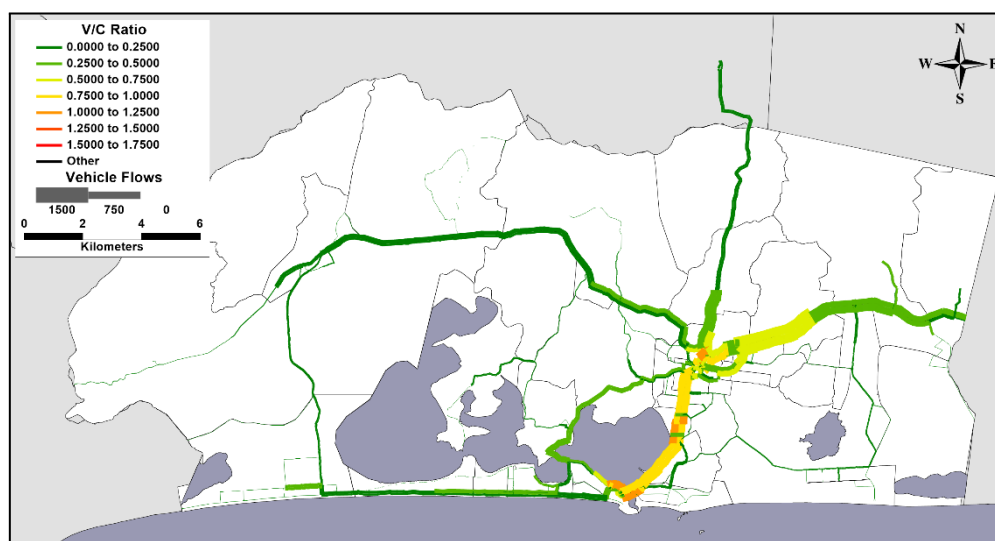 V/C Ratio
0.0000 to 0.2500
0.2500 to 0.5000
0.5000 to 0.7500
0.7500 to 1.0000
1.0000 to 1.2500
1.2500 to 1.5000
1.5000 to 1.7500
Other
Vehicle Flows
1500 750 0
0 2 4 6
Kilometers
N
W E
S